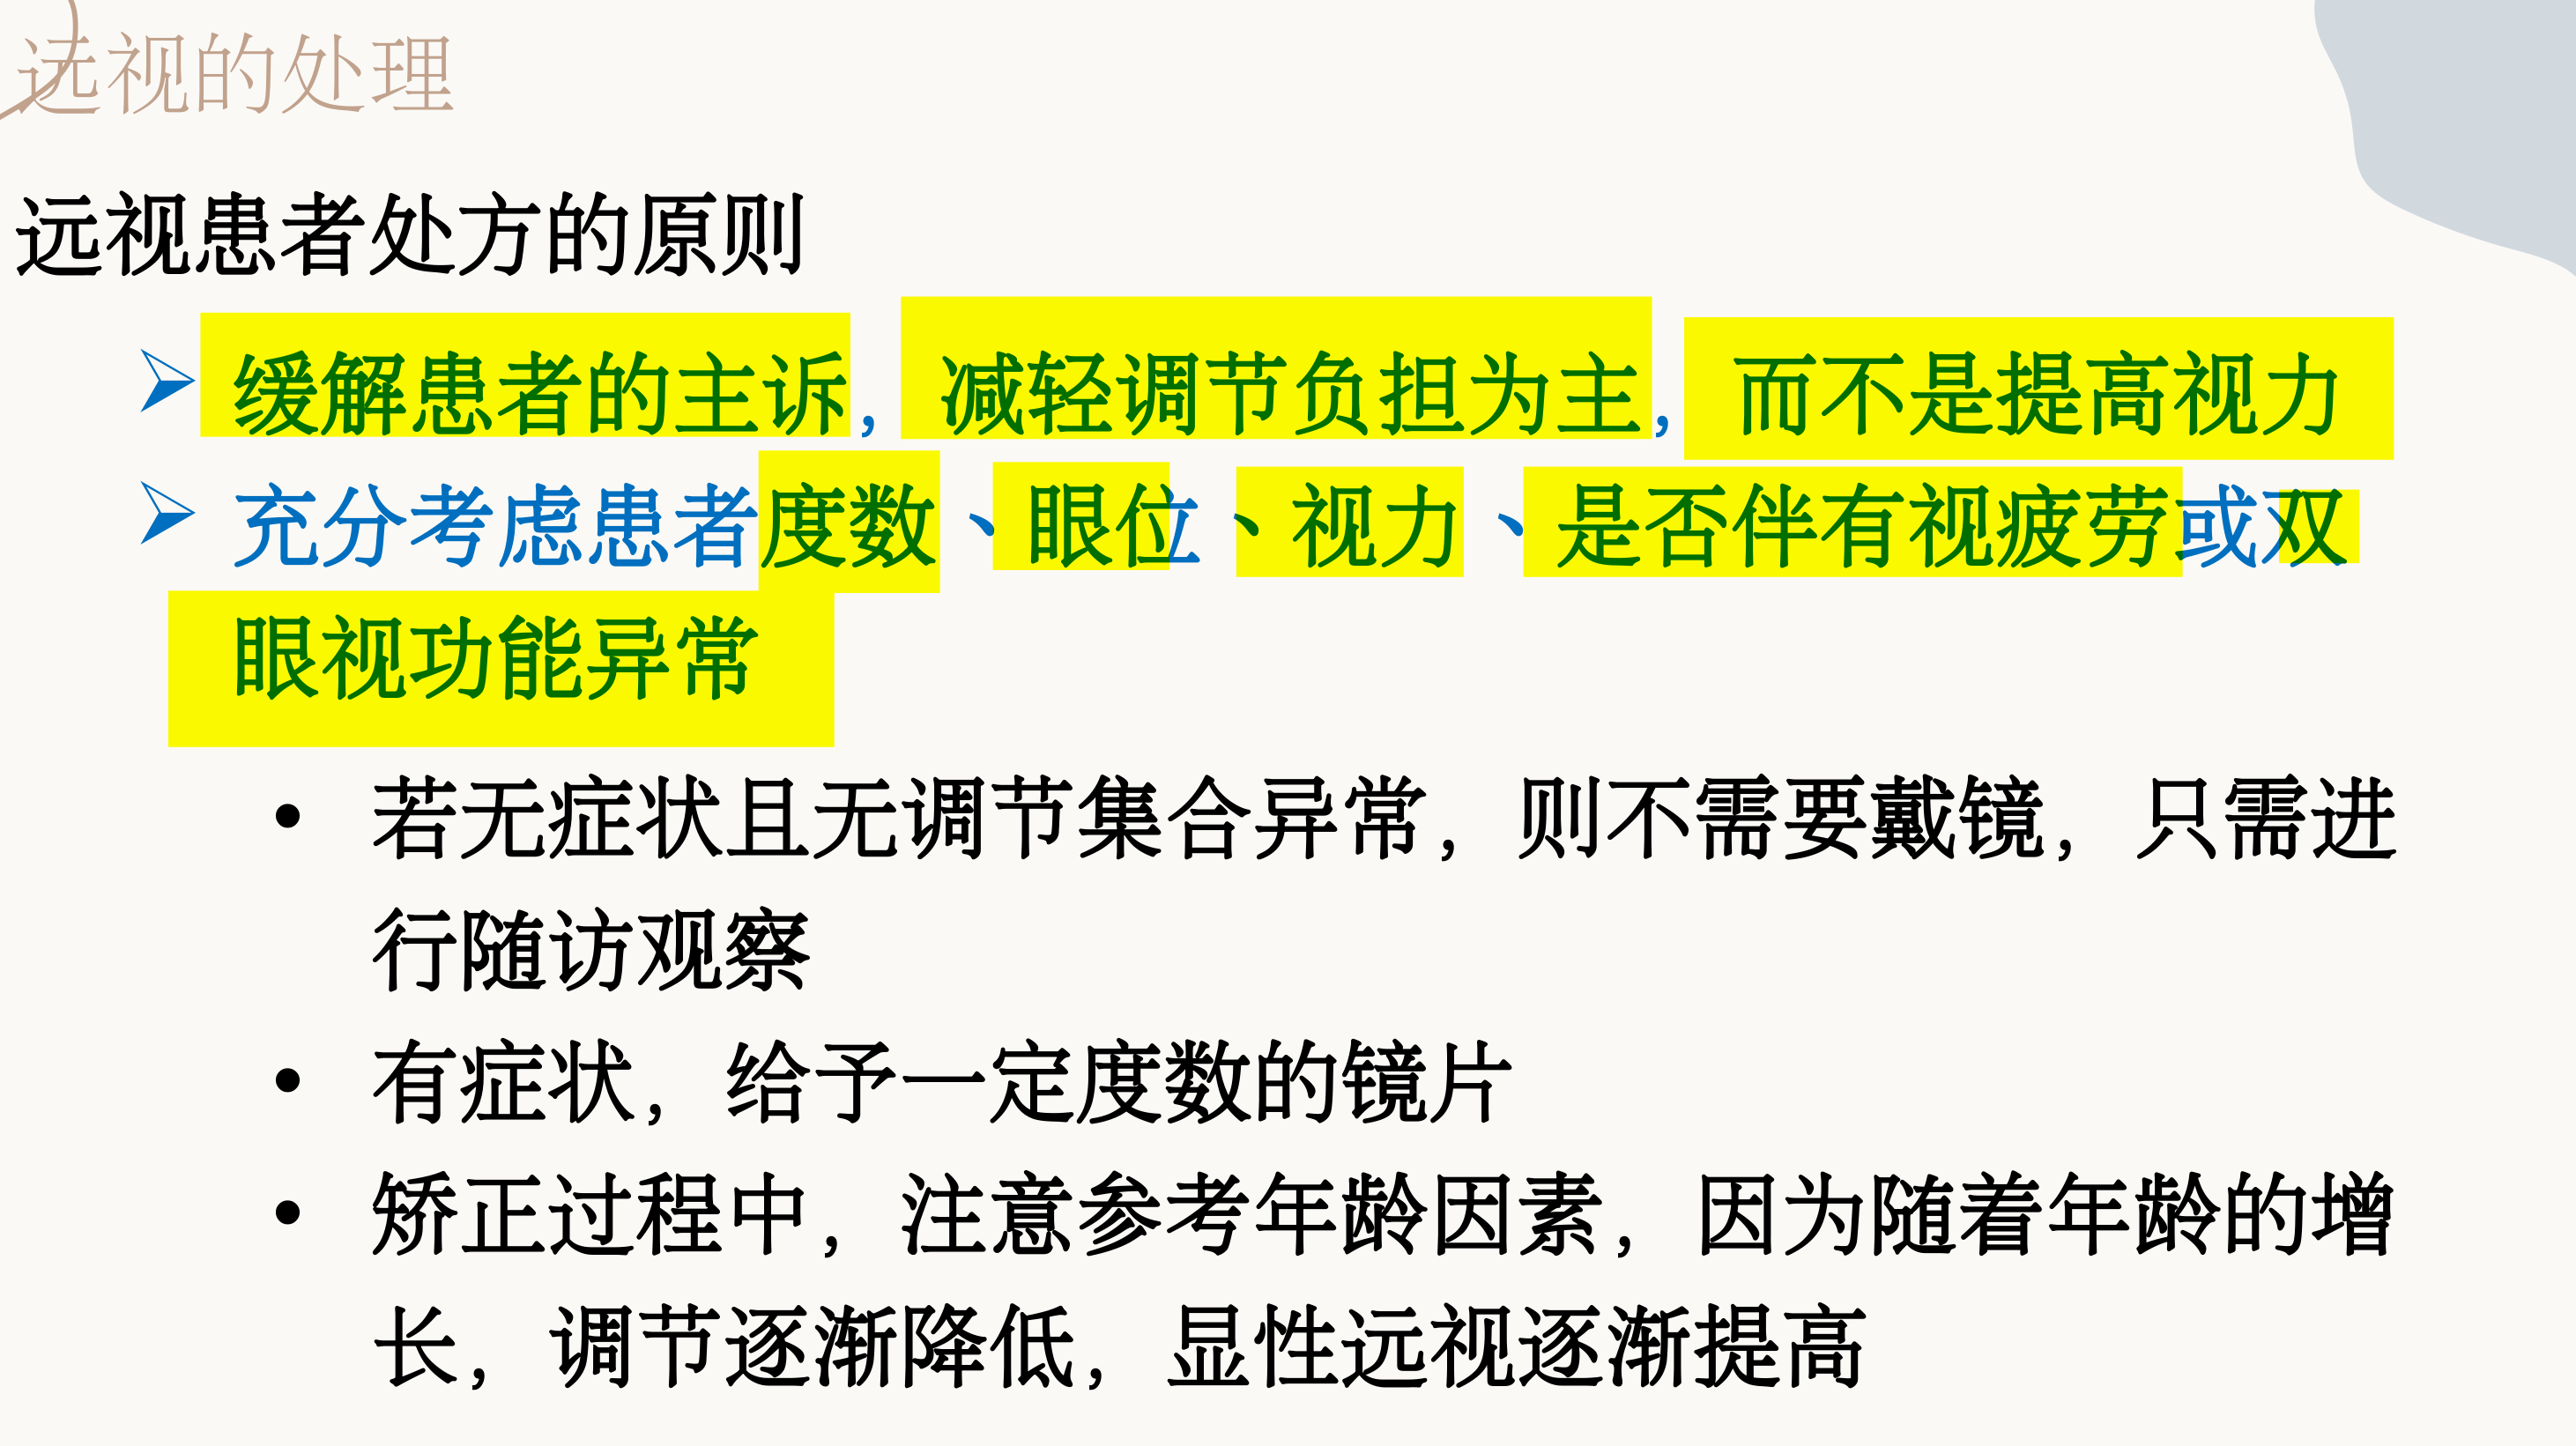 远视的处理
远视患者处方的原则
➢ 缓解患者的主诉，减轻调节负担为主，而不是提高视力
➢ 充分考虑患者度数、眼位、视力、是否伴有视疲劳或双
眼视功能异常
• 若无症状且无调节集合异常，则不需要戴镜，只需进
行随访观察
• 有症状，给予一定度数的镜片
• 矫正过程中，注意参考年龄因素，因为随着年龄的增
长，调节逐渐降低，显性远视逐渐提高